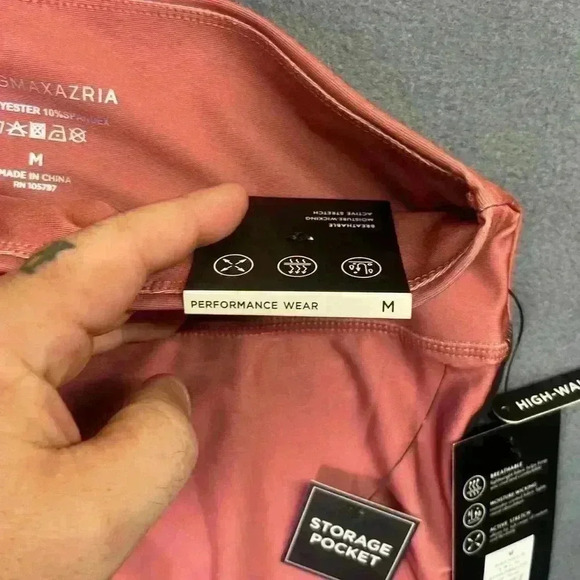 GMAXAZRIA
YESTER 10% SPANDEX
M
MADE IN CHINA
RN 105787
BREATHABLE
MOISTURE WICKING
ACTIVE STRETCH
PERFORMANCE WEAR M
STORAGE
POCKET
HIGH-WA
BREATHABLE
MOISTURE WICKING
ACTIVE STRETCH